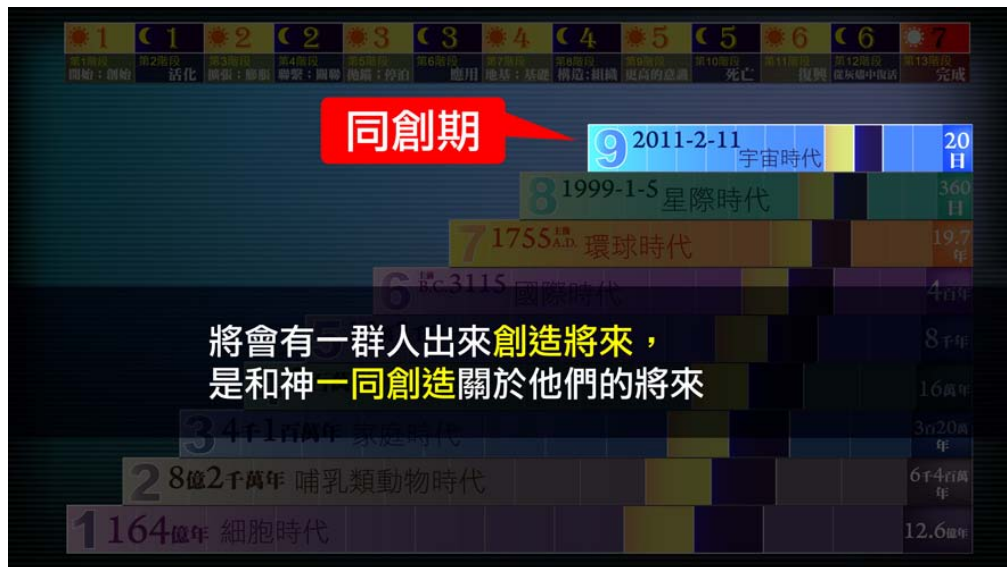 1 1 2 2 3 3 4 4 5 5 6 6 7
第1階段 第2階段 第3階段 第4階段 第5階段 第6階段 第7階段 第8階段 第9階段 第10階段 第11階段 第12階段 第13階段
開始：創始 活化 擴張：膨脹 聯繫：關聯 拋錨：停泊 應用 地基：基礎 構造：組織 更高的意識 死亡 復興 從灰燼中復活 完成
同創期
9 2011-2-11 宇宙時代 20日
8 1999-1-5 星際時代 360日
7 1755 A.D. 環球時代 19.7年
6 B.C. 3115 國際時代 4百年
將會有一群人出來創造將來，
8千年
是和神一同創造關於他們的將來
16萬年
3 4千1百萬年 家庭時代 3百20萬年
2 8億2千萬年 哺乳類動物時代 6千4百萬年
1 164億年 細胞時代 12.6億年